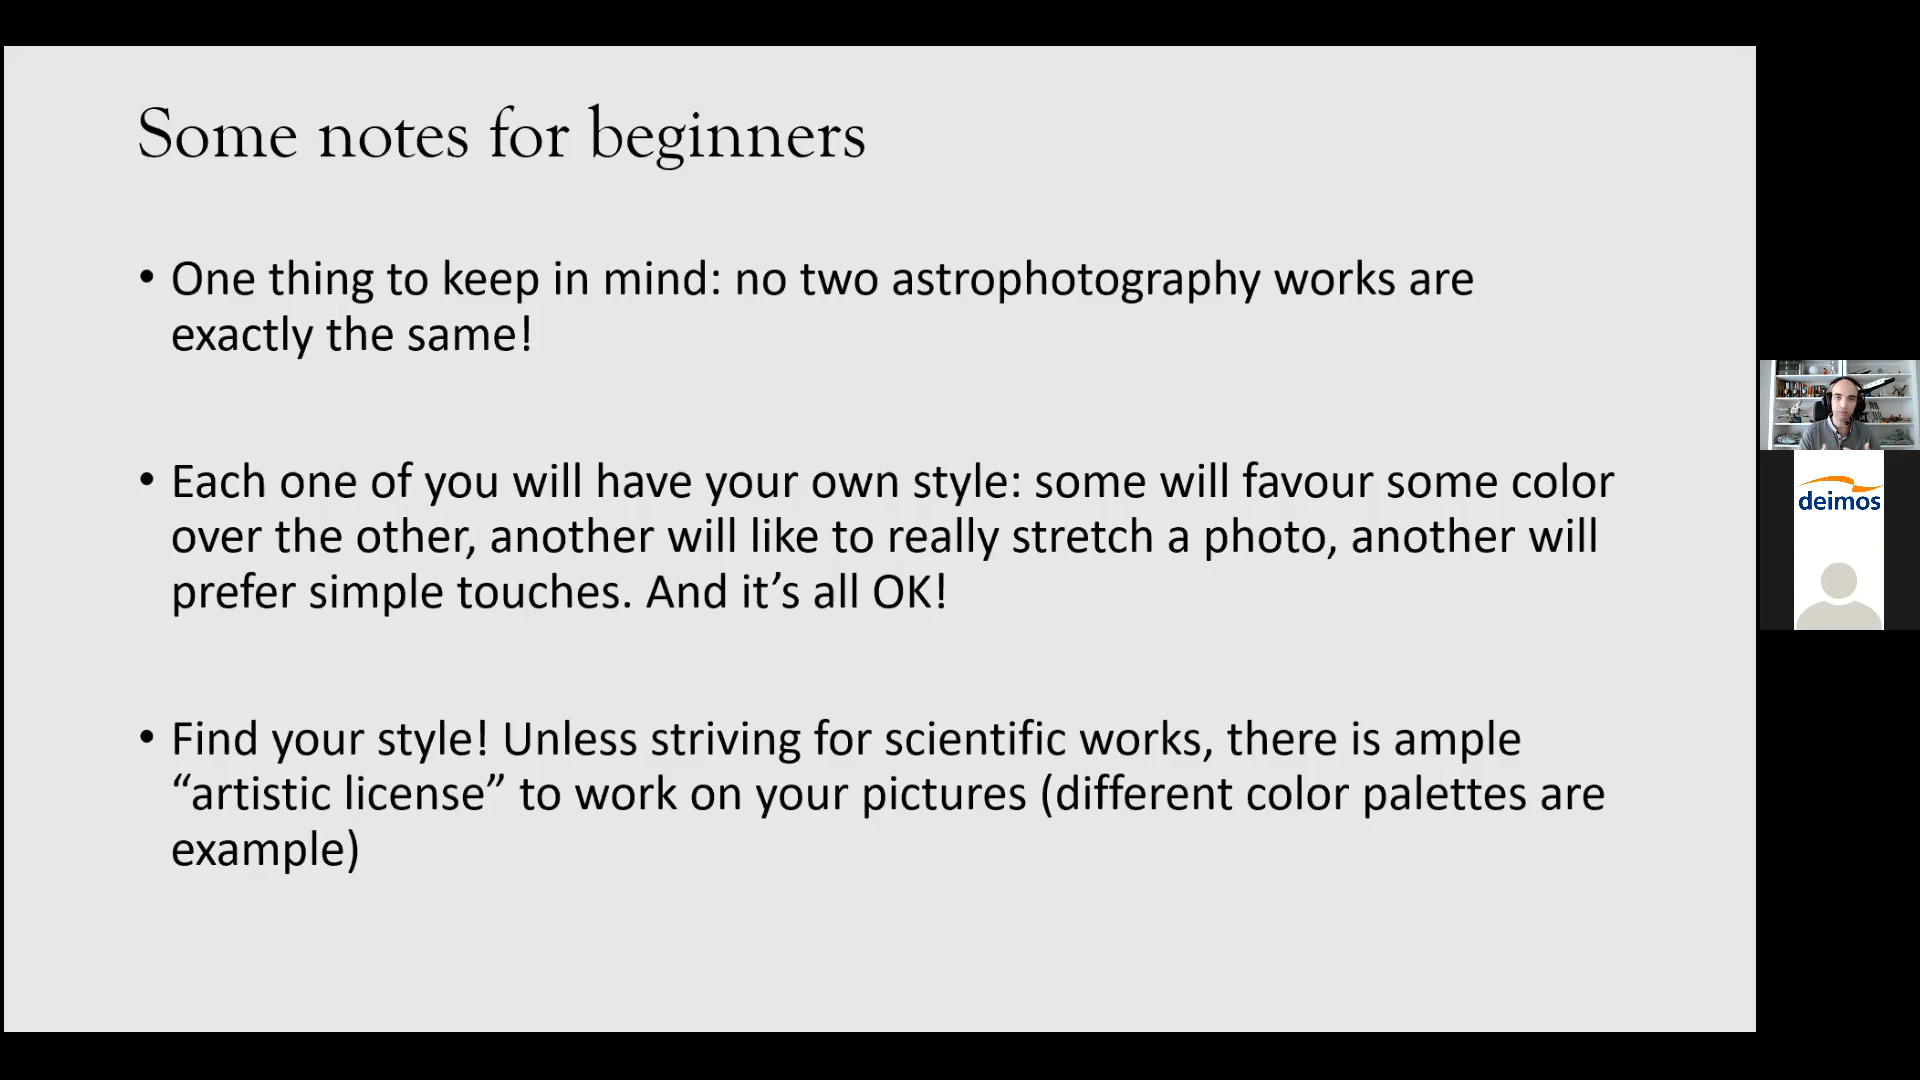 Some notes for beginners
• One thing to keep in mind: no two astrophotography works are
exactly the same!
• Each one of you will have your own style: some will favour some color
over the other, another will like to really stretch a photo, another will
prefer simple touches. And it’s all OK!
• Find your style! Unless striving for scientific works, there is ample
“artistic license” to work on your pictures (different color palettes are
example)
deimos